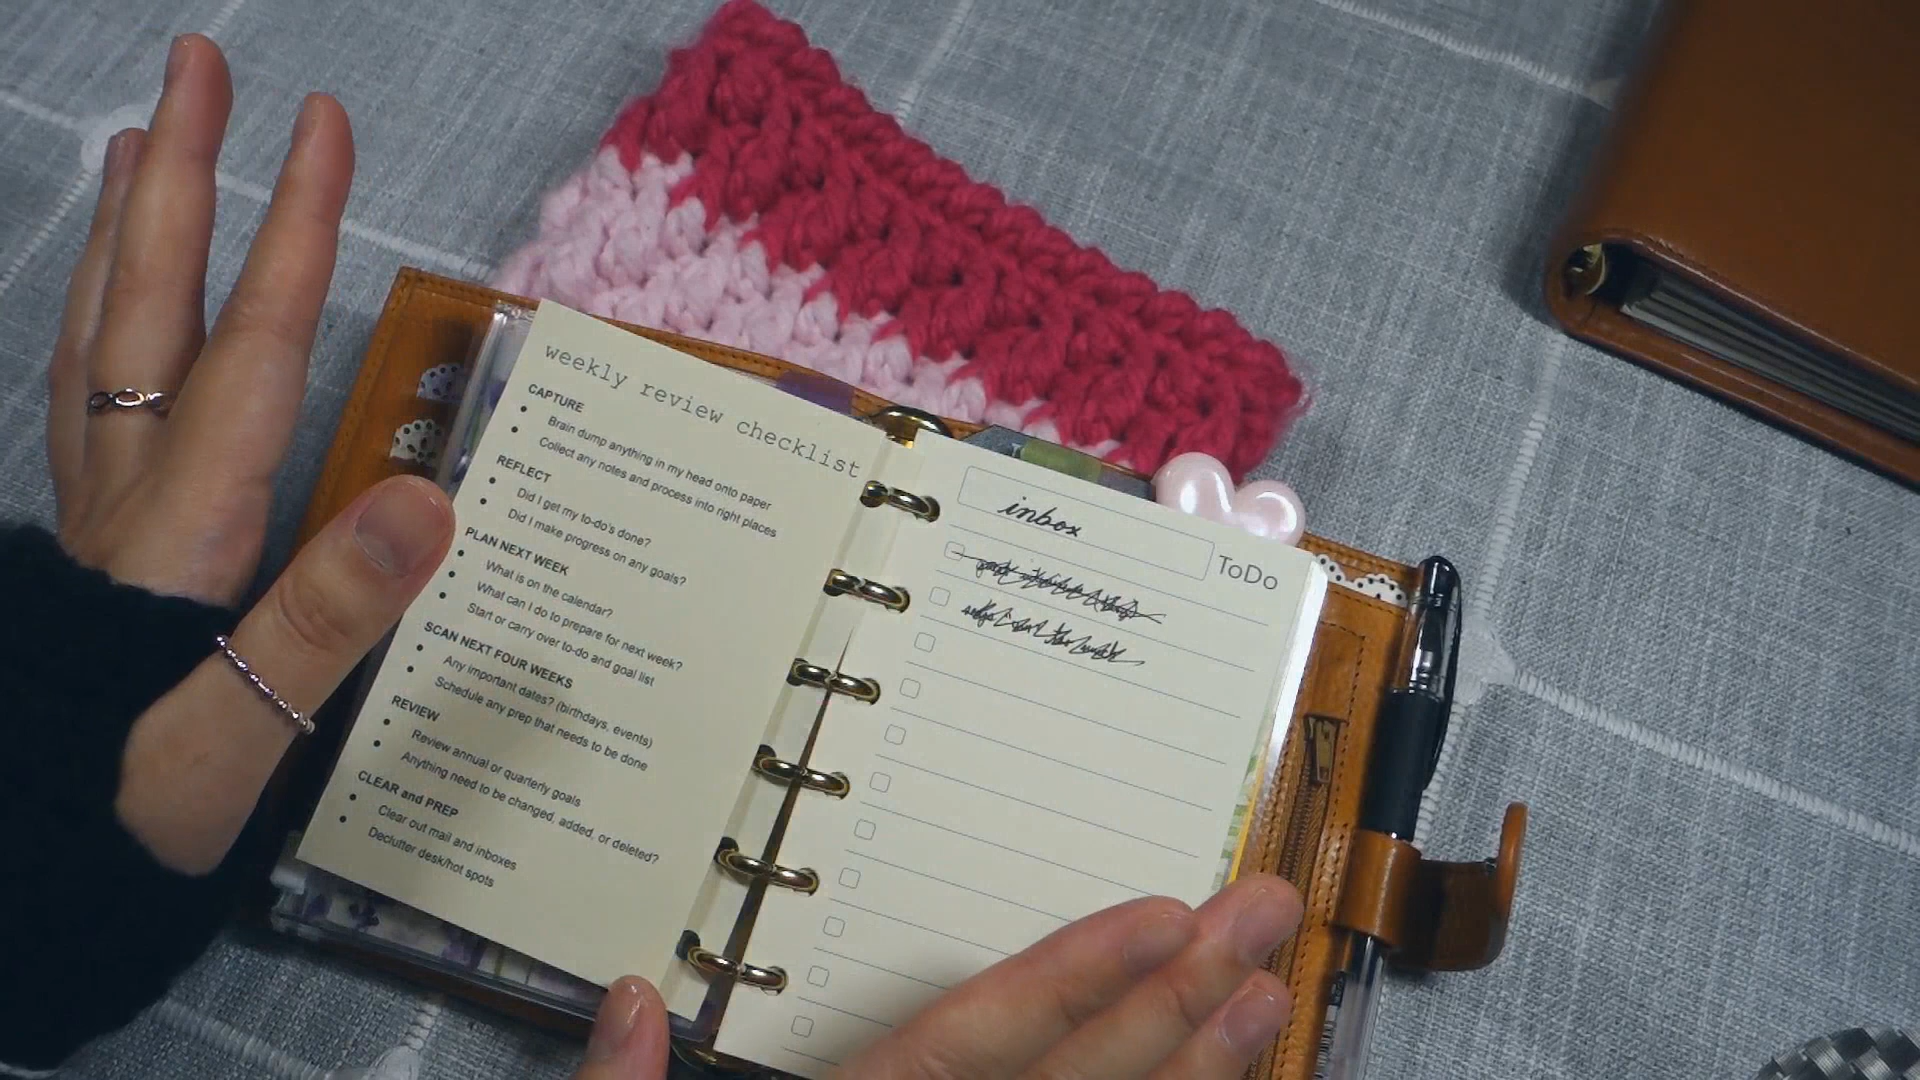 weekly review checklist
CAPTURE
Brain dump anything in my head onto paper
Collect any notes and process into right places
REFLECT
Did I get my to-do's done?
Did I make progress on any goals?
PLAN NEXT WEEK
What is on the calendar?
What can I do to prepare for next week?
Start or carry over to-do and goal list
SCAN NEXT FOUR WEEKS
Any important dates? (birthdays, events)
Schedule any prep that needs to be done
REVIEW
Review annual or quarterly goals
Anything need to be changed, added, or deleted?
CLEAR and PREP
Clear out mail and inboxes
Declutter desk/hot spots
inbox
ToDo